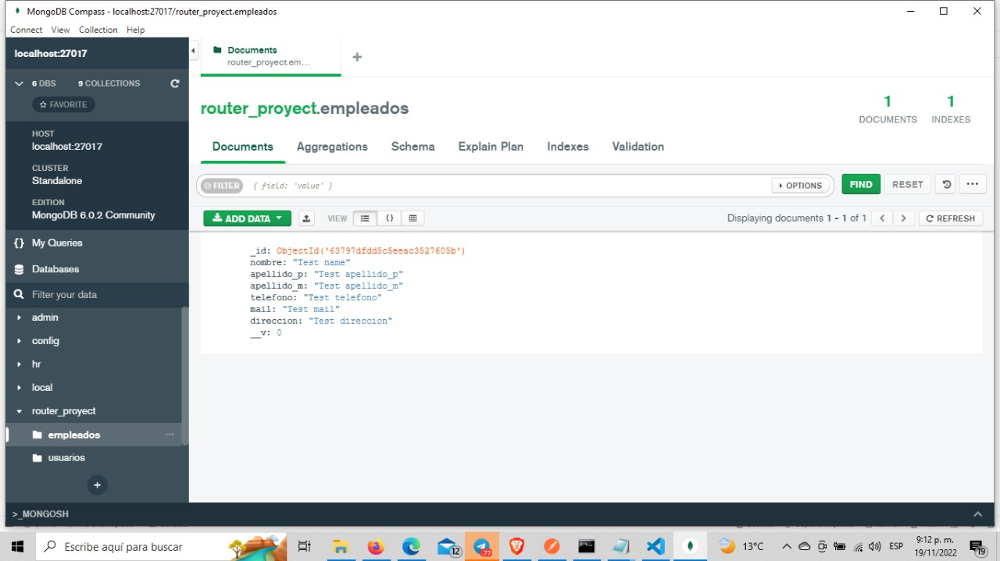 MongoDB Compass - localhost:27017/router_proyect.empleados
Connect View Collection Help
localhost:27017
6 DBS 9 COLLECTIONS
FAVORITE
HOST
localhost:27017
CLUSTER
Standalone
EDITION
MongoDB 6.0.2 Community
{} My Queries
Databases
Filter your data
admin
config
hr
local
router_proyect
empleados
usuarios
+
>_MONGOSH
Documents
router_proyect.em...
+
router_proyect.empleados
1
DOCUMENTS
1
INDEXES
Documents Aggregations Schema Explain Plan Indexes Validation
FILTER { field: 'value' } OPTIONS FIND RESET ...
ADD DATA VIEW {} Displaying documents 1 - 1 of 1 < > REFRESH
_id: ObjectId('63797dfdd5c5eeac3527605b')
nombre: "Test name"
apellido_p: "Test apellido_p"
apellido_m: "Test apellido_m"
telefono: "Test telefono"
mail: "Test mail"
direccion: "Test direccion"
__v: 0
Escribe aquí para buscar
12
77
13°C
ESP
9:12 p. m.
19/11/2022
19